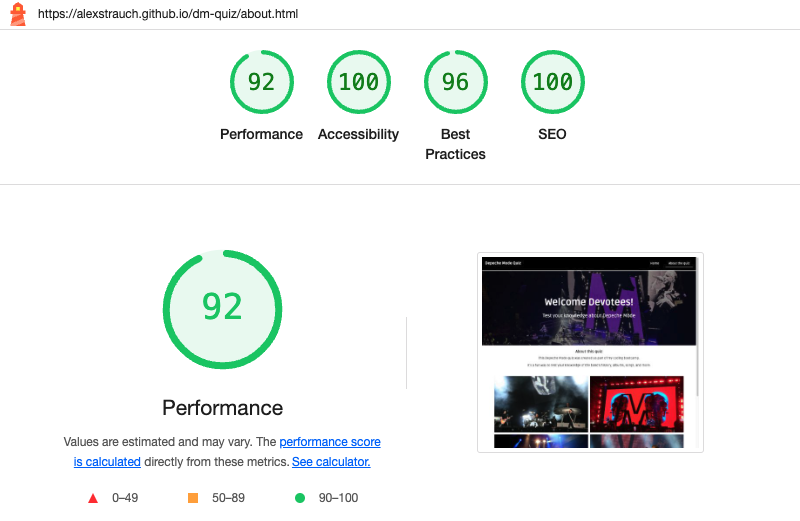 https://alexstrauch.github.io/dm-quiz/about.html
92
100
96
100
Performance
Accessibility
Best
Practices
SEO
92
Performance
Values are estimated and may vary. The performance score
is calculated directly from these metrics. See calculator.
0–49
50–89
90–100
Depeche Mode Quiz
Home
About the quiz
Welcome Devotees!
Test your knowledge about Depeche Mode
About this quiz